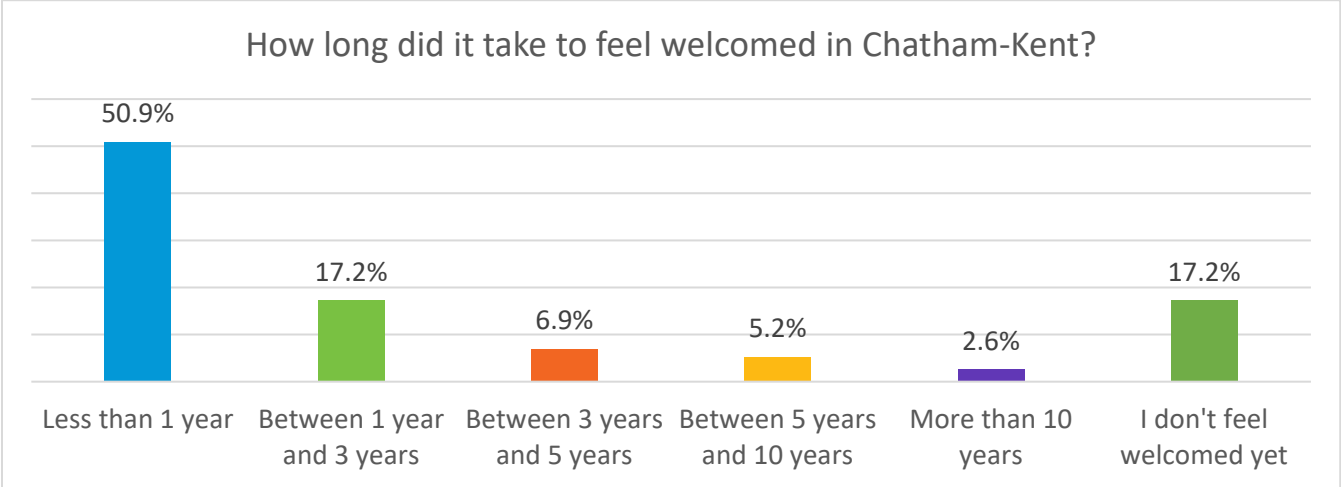 How long did it take to feel welcomed in Chatham-Kent?
50.9%
17.2%
6.9%
5.2%
2.6%
17.2%
Less than 1 year
Between 1 year
and 3 years
Between 3 years
and 5 years
Between 5 years
and 10 years
More than 10
years
I don't feel
welcomed yet